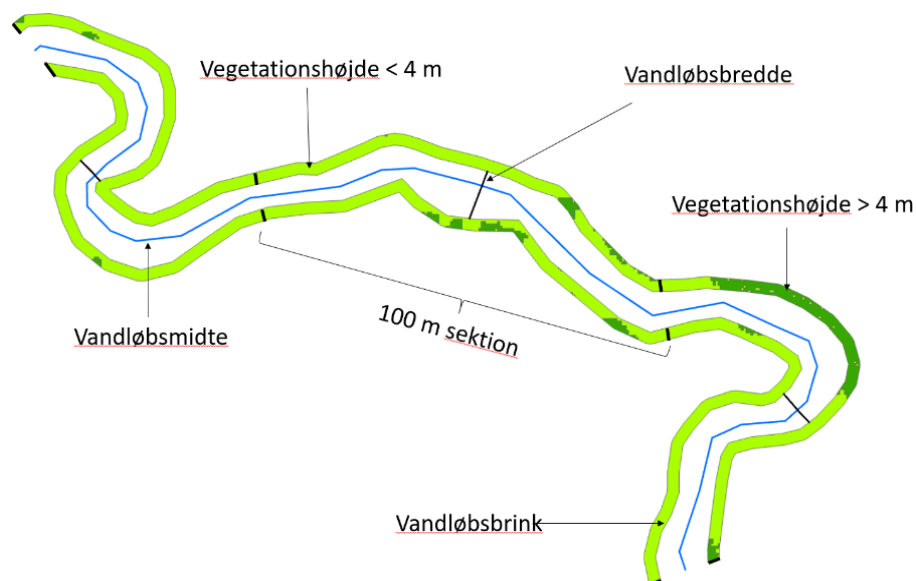 Vegetationshøjde < 4 m
Vandløbsbredde
Vegetationshøjde > 4 m
100 m sektion
Vandløbsmidte
Vandløbsbrink